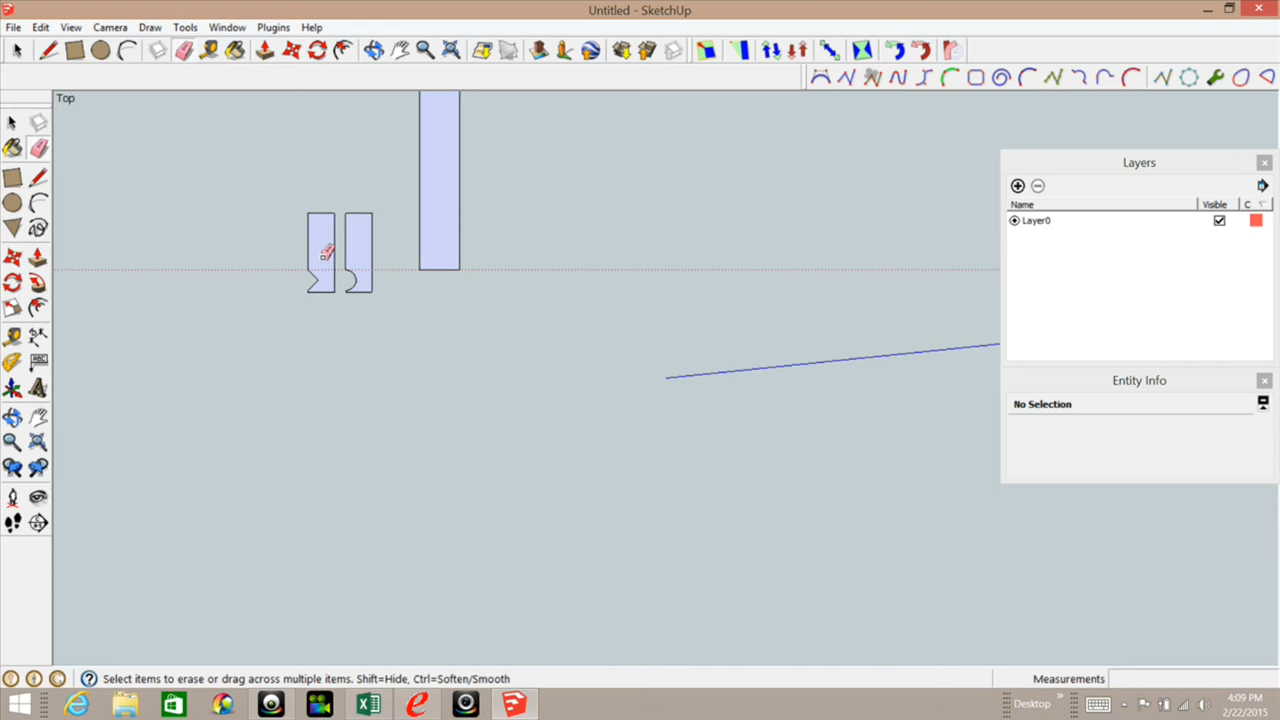 Untitled - SketchUp
File Edit View Camera Draw Tools Window Plugins Help
Top
Layers
Name Visible C
Layer0
Entity Info
No Selection
ABC
Select items to erase or drag across multiple items. Shift=Hide, Ctrl=Soften/Smooth
Measurements
Desktop
4:09 PM
2/22/2015